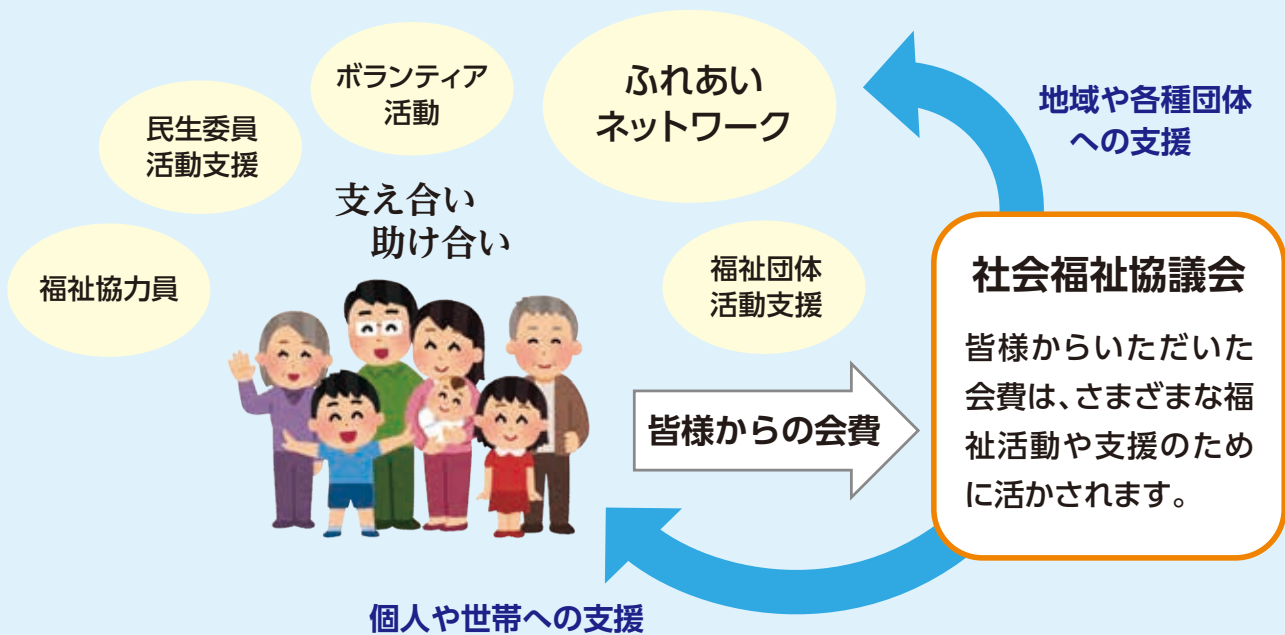 ボランティア
活動
ふれあい
ネットワーク
地域や各種団体
への支援
民生委員
活動支援
支え合い
助け合い
福祉協力員
福祉団体
活動支援
社会福祉協議会
皆様からいただいた
会費は、さまざまな福
祉活動や支援のため
に活かされます。
皆様からの会費
個人や世帯への支援